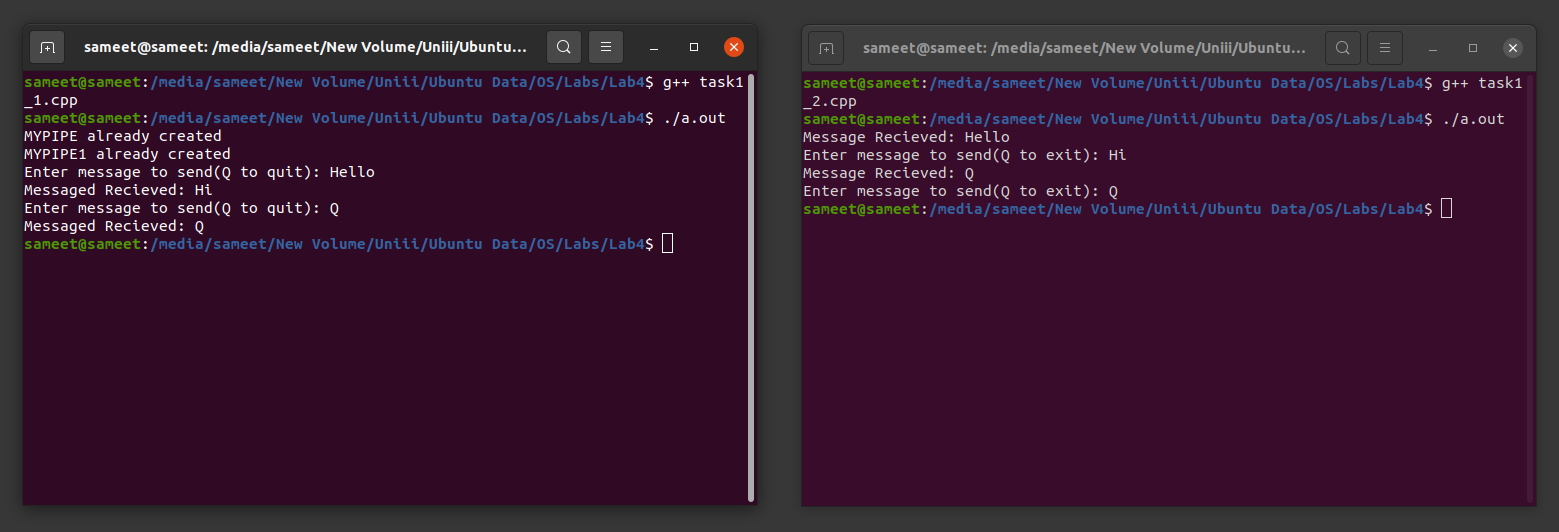 sameet@sameet: /media/sameet/New Volume/Uniii/Ubuntu...
sameet@sameet:/media/sameet/New Volume/Uniii/Ubuntu Data/OS/Labs/Lab4$ g++ task1
_1.cpp
sameet@sameet:/media/sameet/New Volume/Uniii/Ubuntu Data/OS/Labs/Lab4$ ./a.out
MYPIPE already created
MYPIPE1 already created
Enter message to send(Q to quit): Hello
Messaged Recieved: Hi
Enter message to send(Q to quit): Q
Messaged Recieved: Q
sameet@sameet:/media/sameet/New Volume/Uniii/Ubuntu Data/OS/Labs/Lab4$
sameet@sameet: /media/sameet/New Volume/Uniii/Ubuntu...
sameet@sameet:/media/sameet/New Volume/Uniii/Ubuntu Data/OS/Labs/Lab4$ g++ task1
_2.cpp
sameet@sameet:/media/sameet/New Volume/Uniii/Ubuntu Data/OS/Labs/Lab4$ ./a.out
Message Recieved: Hello
Enter message to send(Q to exit): Hi
Message Recieved: Q
Enter message to send(Q to exit): Q
sameet@sameet:/media/sameet/New Volume/Uniii/Ubuntu Data/OS/Labs/Lab4$